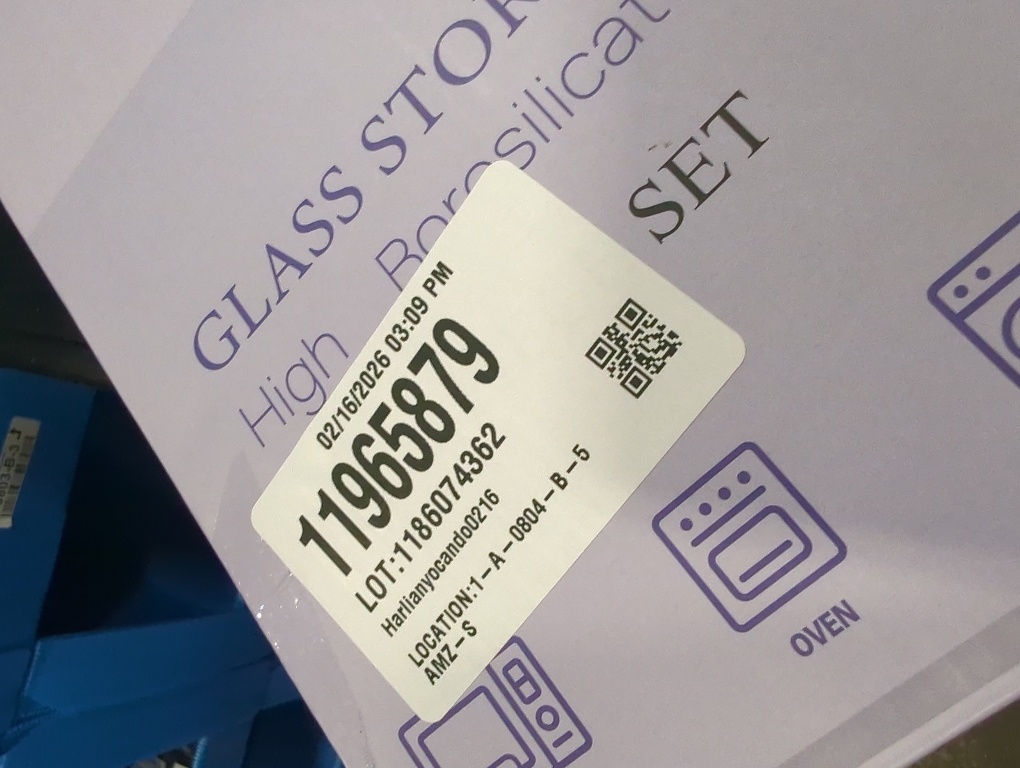 GLASS STOR
High Borosilicat
SET
02/16/2026 03:09 PM
11965879
LOT:1186074362
Harlianyocando0216
LOCATION:1-A-0804-B-5
AMZ-S
OVEN